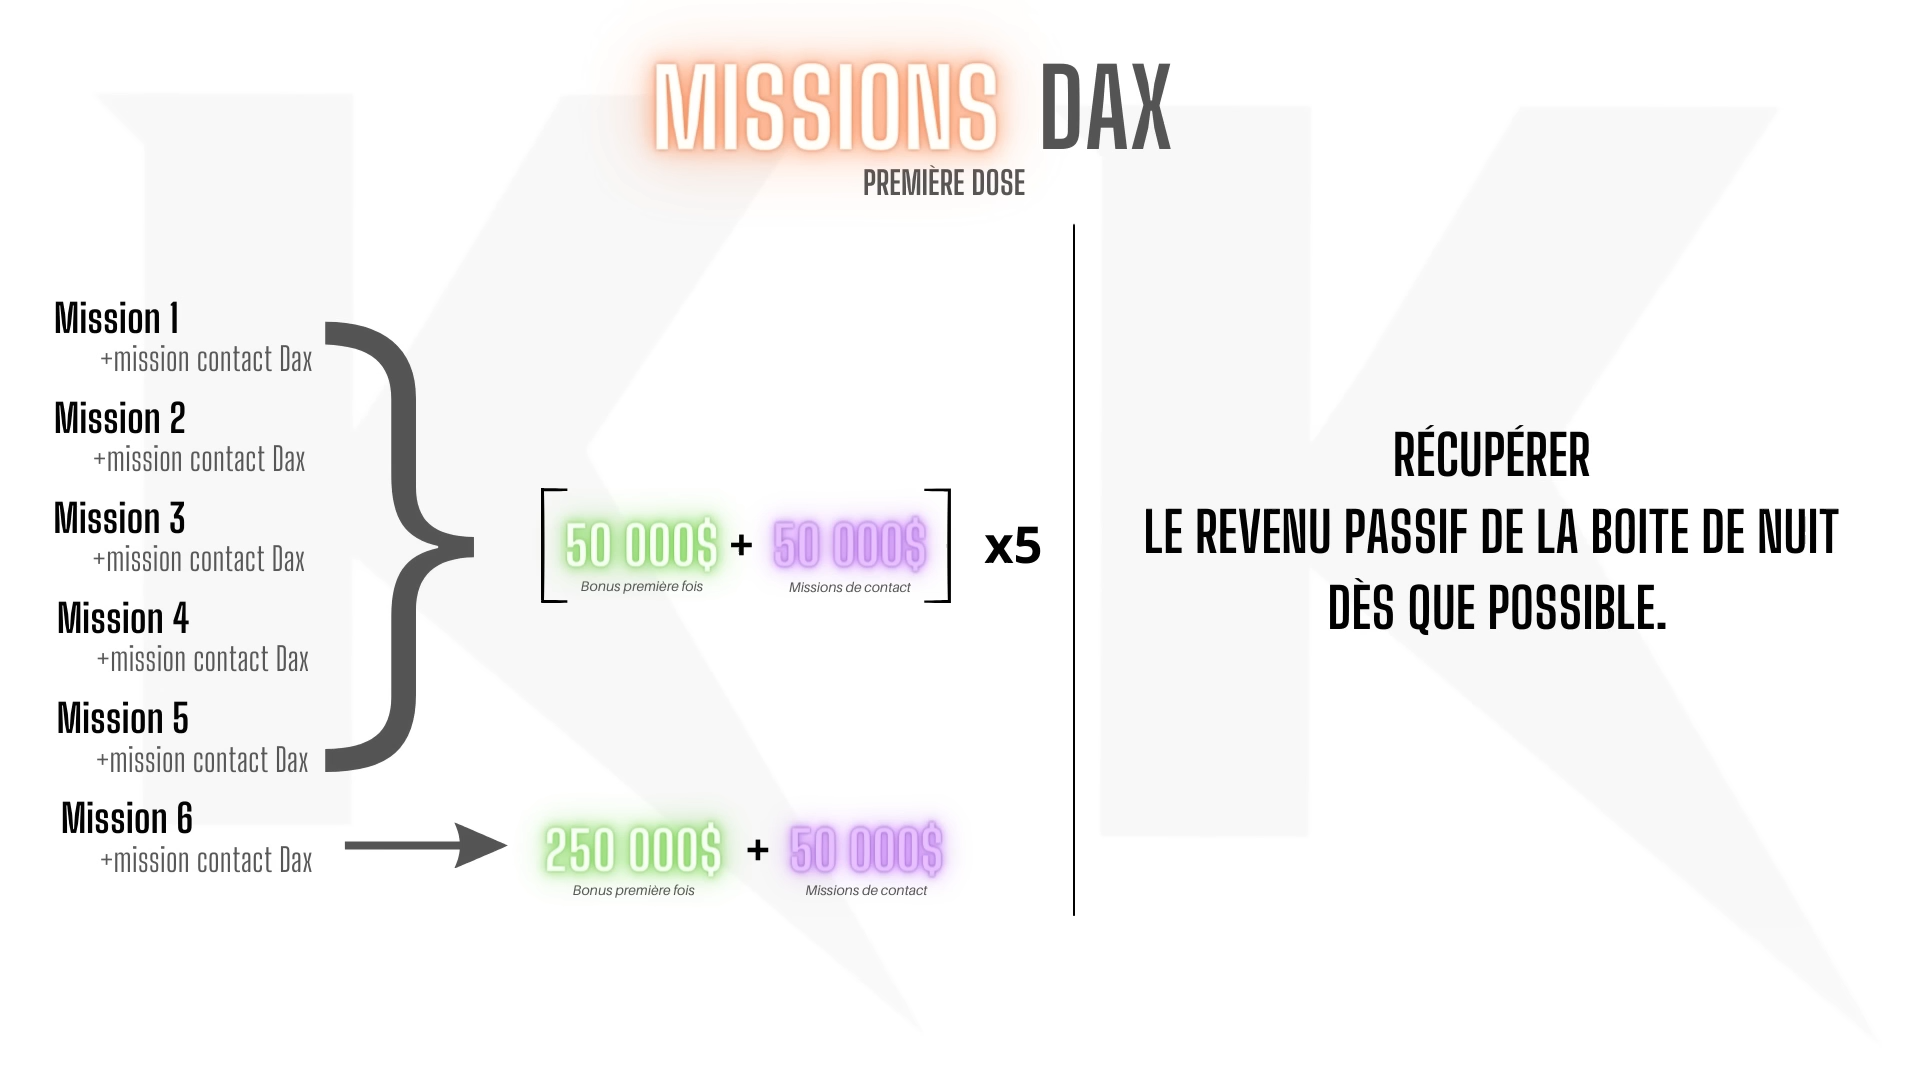 MISSIONS DAX
PREMIÈRE DOSE
Mission 1
+mission contact Dax
Mission 2
+mission contact Dax
Mission 3
+mission contact Dax
Mission 4
+mission contact Dax
Mission 5
+mission contact Dax
Mission 6
+mission contact Dax
50 000$ + 50 000$ x5
Bonus première fois Missions de contact
250 000$ + 50 000$
Bonus première fois Missions de contact
RÉCUPÉRER
LE REVENU PASSIF DE LA BOITE DE NUIT
DÈS QUE POSSIBLE.